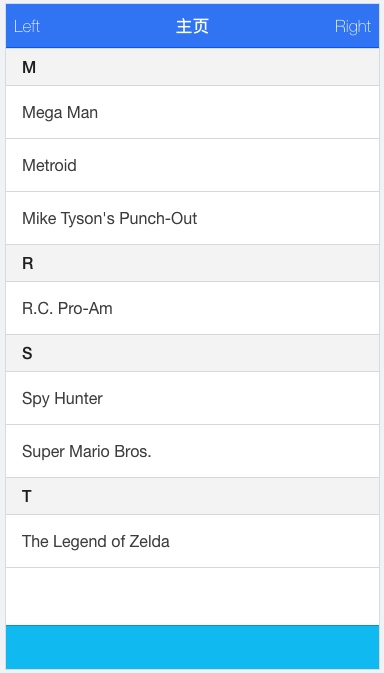 Left 主页 Right
M
Mega Man
Metroid
Mike Tyson's Punch-Out
R
R.C. Pro-Am
S
Spy Hunter
Super Mario Bros.
T
The Legend of Zelda